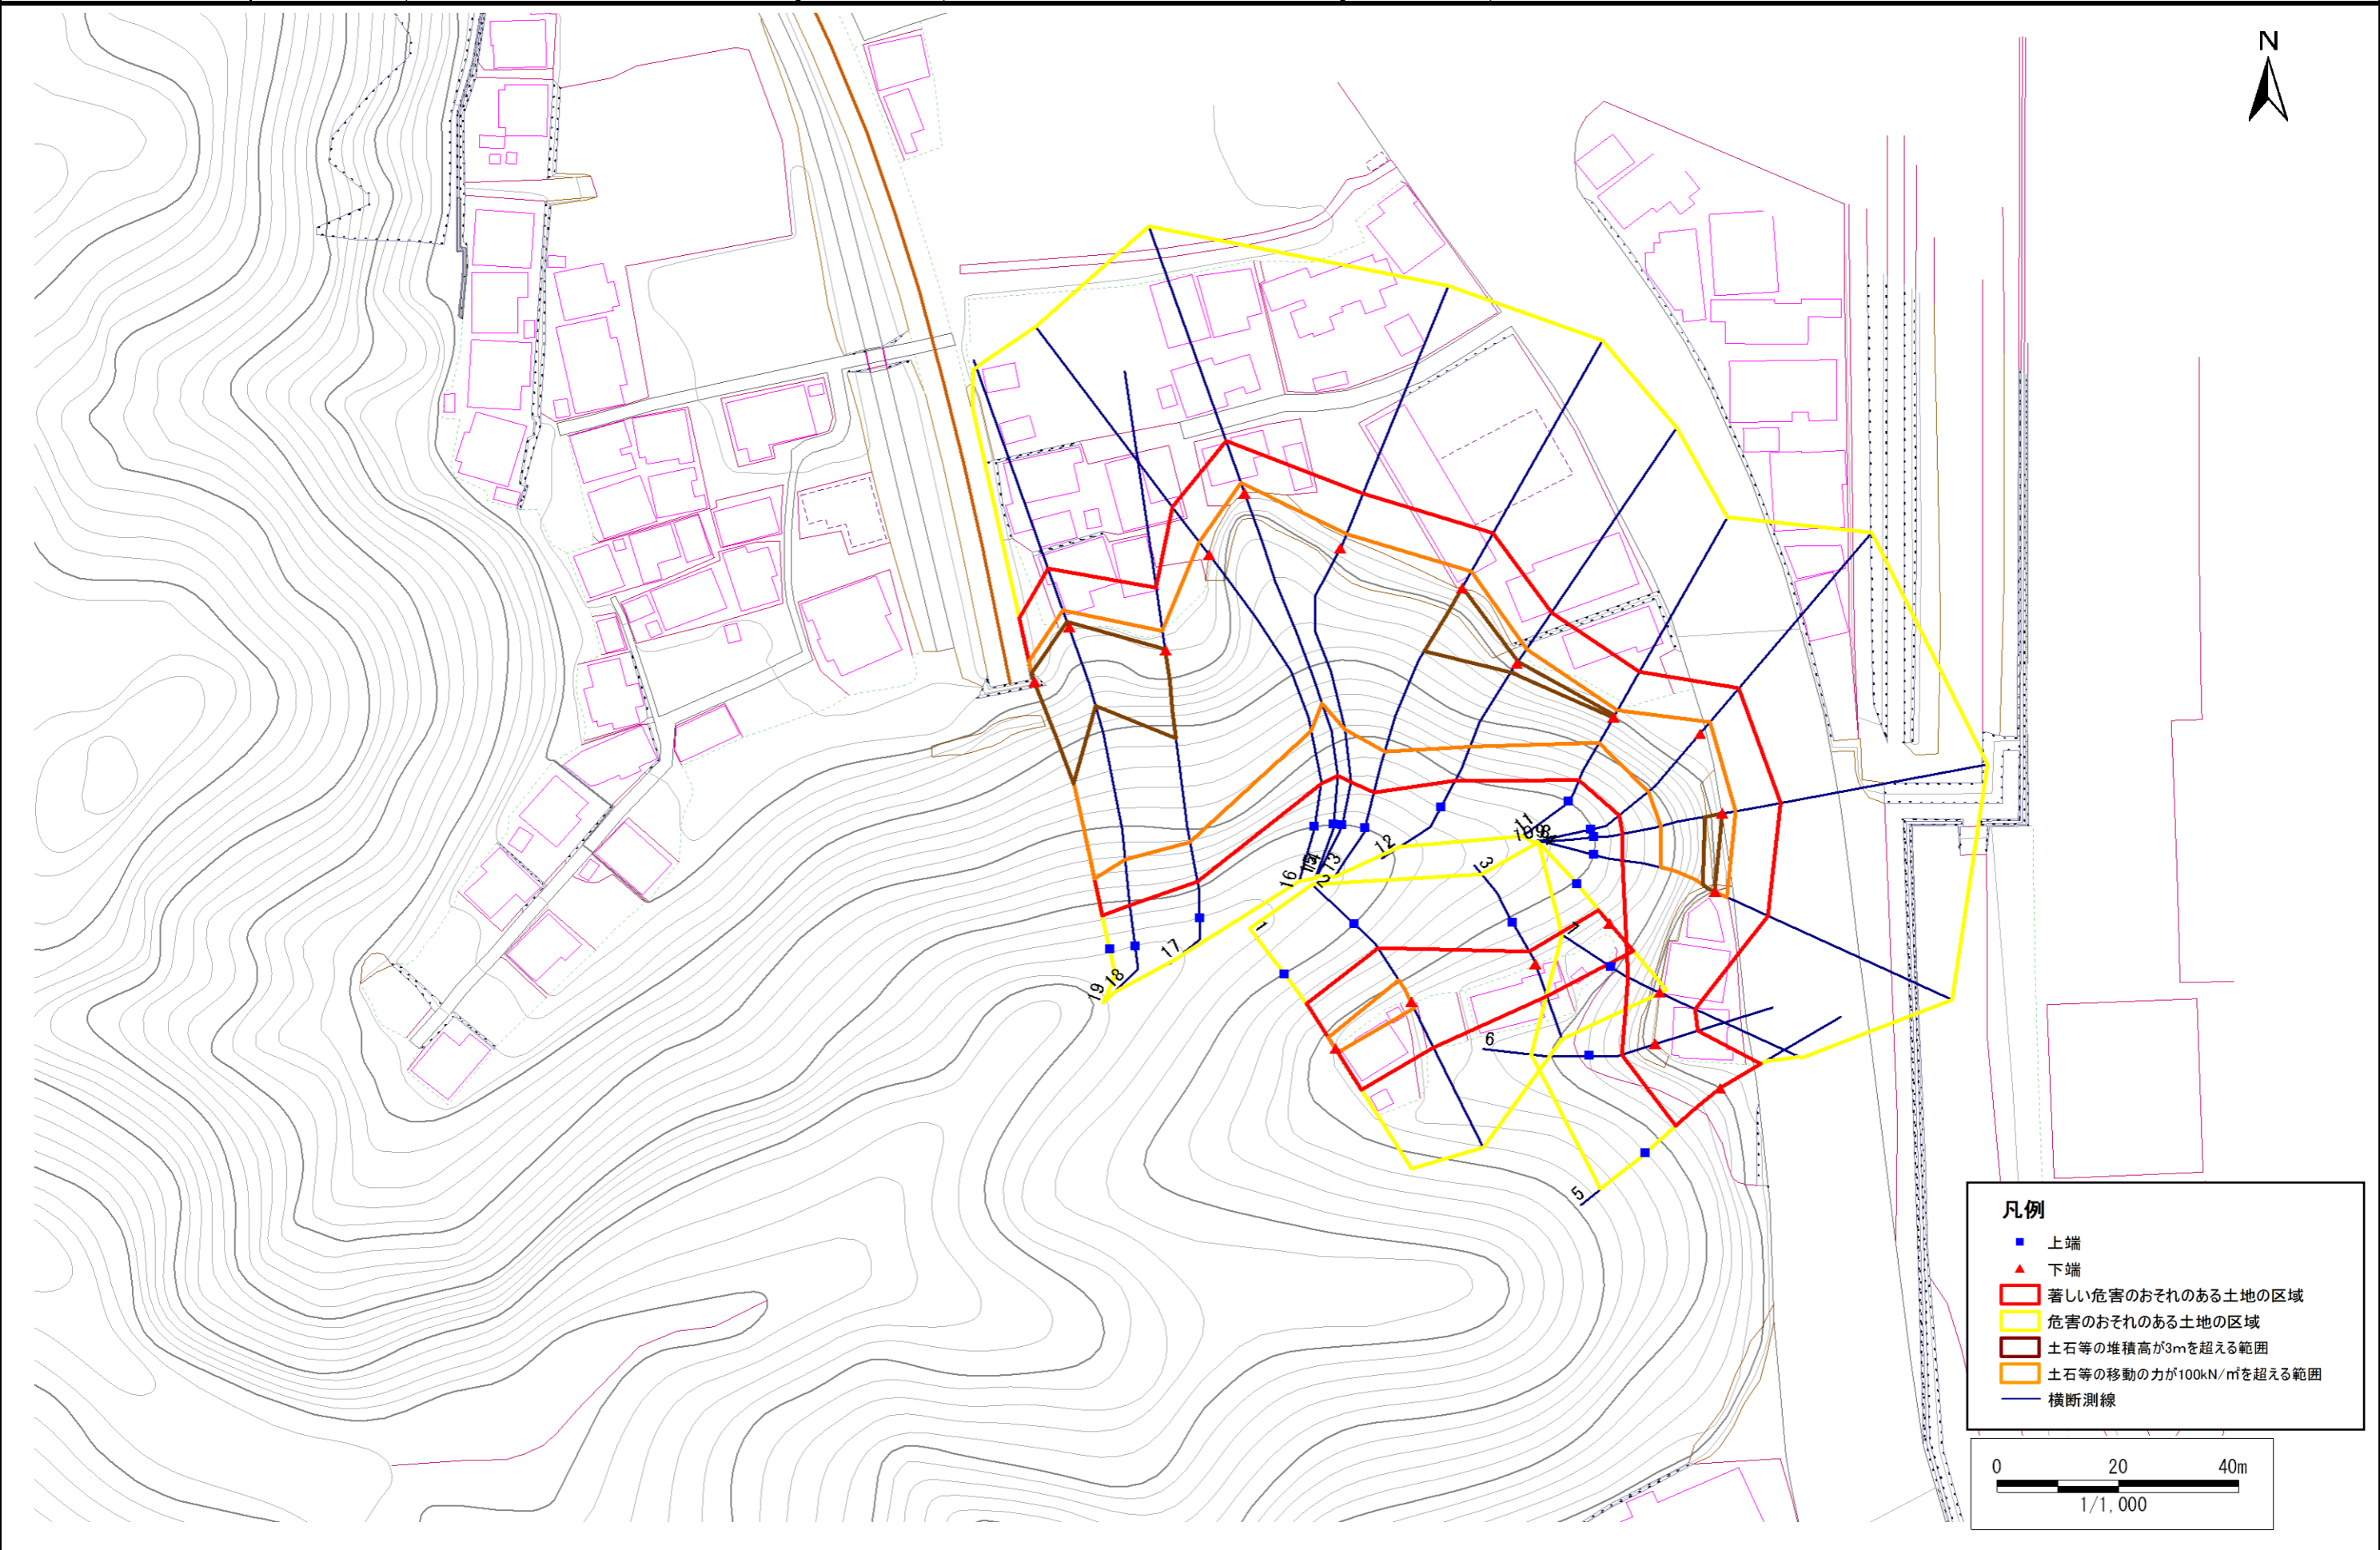 N
11
12
13
16
2
3
1
17
18
19
6
5
凡例
上端
下端
著しい危害のおそれのある土地の区域
危害のおそれのある土地の区域
土石等の堆積高が3mを超える範囲
土石等の移動の力が100kN/㎡を超える範囲
横断測線
0 20 40m
1/1,000